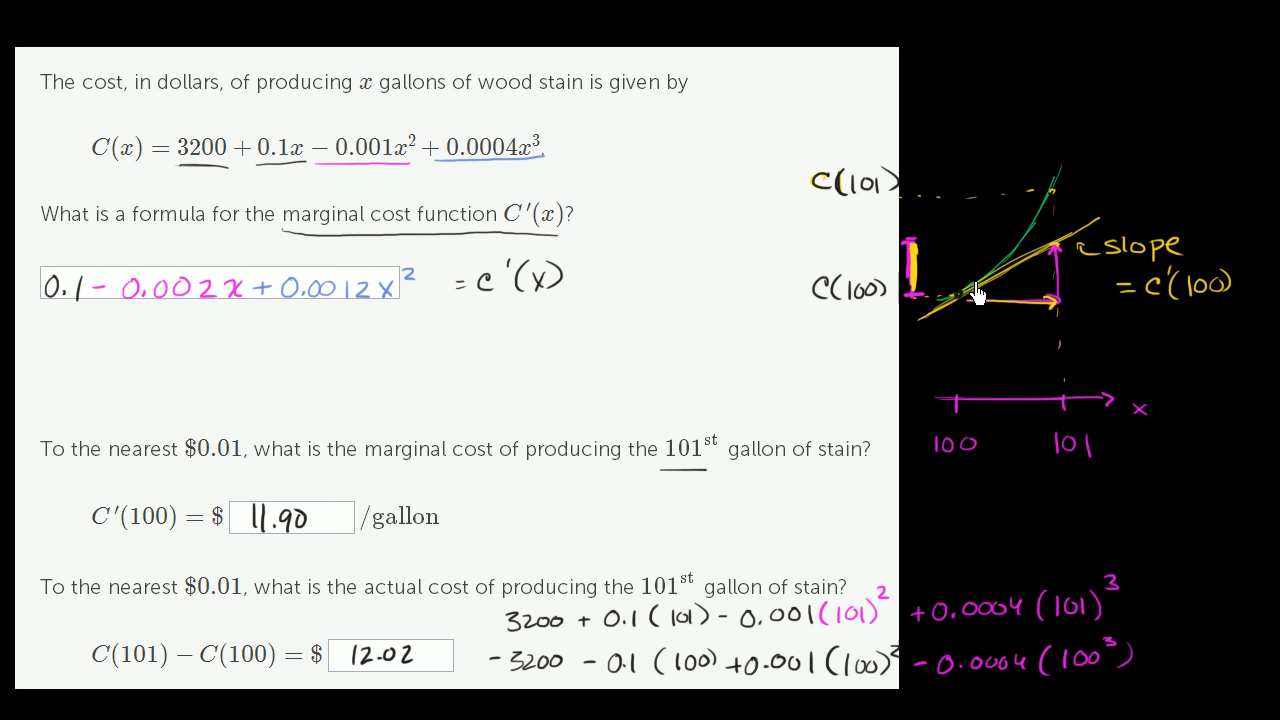 The cost, in dollars, of producing x gallons of wood stain is given by
C(x) = 3200 + 0.1x − 0.001x² + 0.0004x³.
What is a formula for the marginal cost function C′(x)?
0.1 - 0.002x + 0.0012x² = c'(x)
C(101)
C(100)
slope
= c'(100)
x
100 101
To the nearest $0.01, what is the marginal cost of producing the 101st gallon of stain?
C′(100) = $ 11.90 /gallon
To the nearest $0.01, what is the actual cost of producing the 101st gallon of stain?
3200 + 0.1(101) - 0.001(101)² + 0.0004(101)³
C(101) − C(100) = $ 12.02
- 3200 - 0.1(100) + 0.001(100)² - 0.0004(100³)